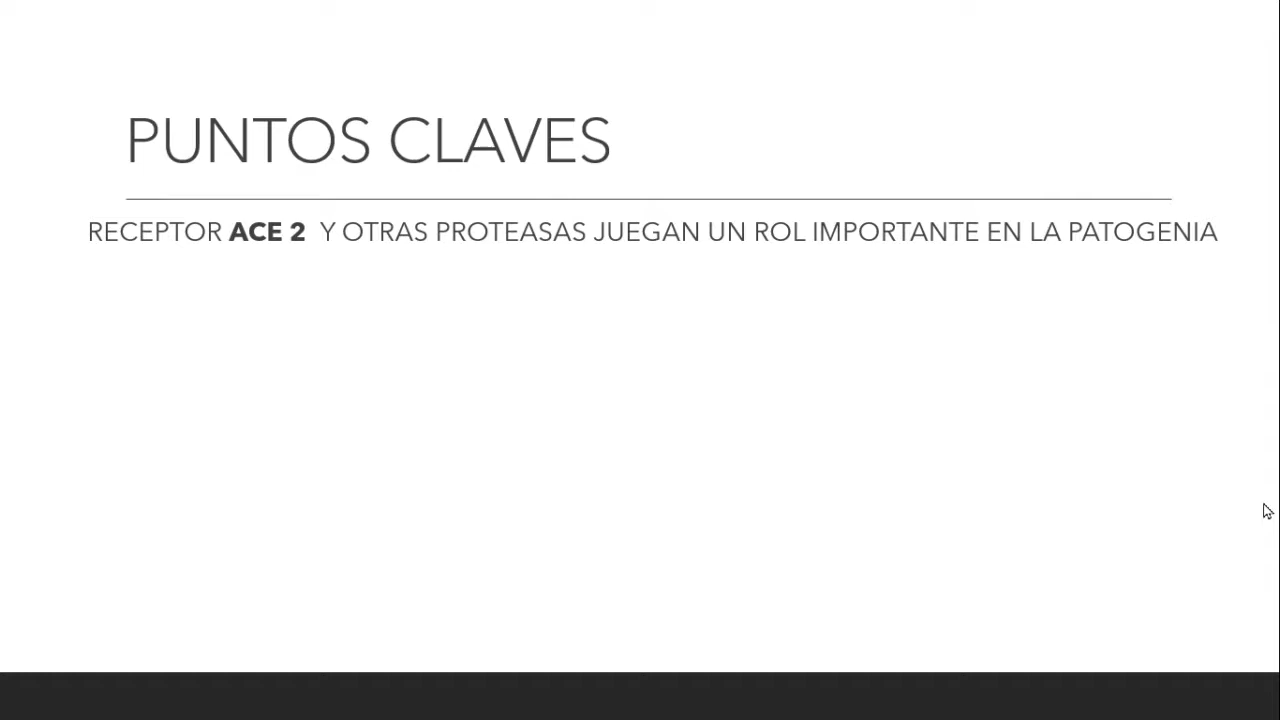 PUNTOS CLAVES
RECEPTOR ACE 2 Y OTRAS PROTEASAS JUEGAN UN ROL IMPORTANTE EN LA PATOGENIA